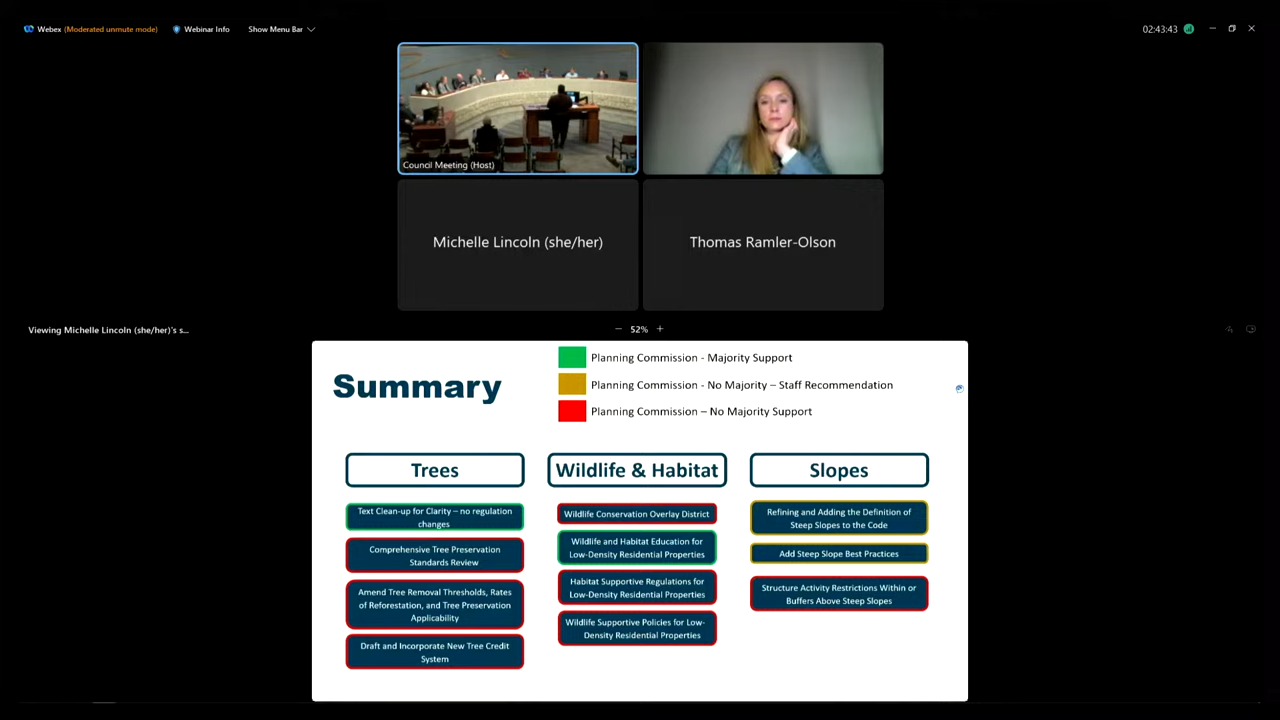 Webex (Moderated unmute mode)
Webinar Info
Show Menu Bar
02:43:43
Council Meeting (Host)
Michelle Lincoln (she/her)
Thomas Ramler-Olson
Viewing Michelle Lincoln (she/her)'s s...
52%
Summary
Planning Commission - Majority Support
Planning Commission - No Majority – Staff Recommendation
Planning Commission – No Majority Support
Trees
Text Clean-up for Clarity – no regulation
changes
Comprehensive Tree Preservation
Standards Review
Amend Tree Removal Thresholds, Rates
of Reforestation, and Tree Preservation
Applicability
Draft and Incorporate New Tree Credit
System
Wildlife & Habitat
Wildlife Conservation Overlay District
Wildlife and Habitat Education for
Low-Density Residential Properties
Habitat Supportive Regulations for
Low-Density Residential Properties
Wildlife Supportive Policies for Low-
Density Residential Properties
Slopes
Refining and Adding the Definition of
Steep Slopes to the Code
Add Steep Slope Best Practices
Structure Activity Restrictions Within or
Buffers Above Steep Slopes